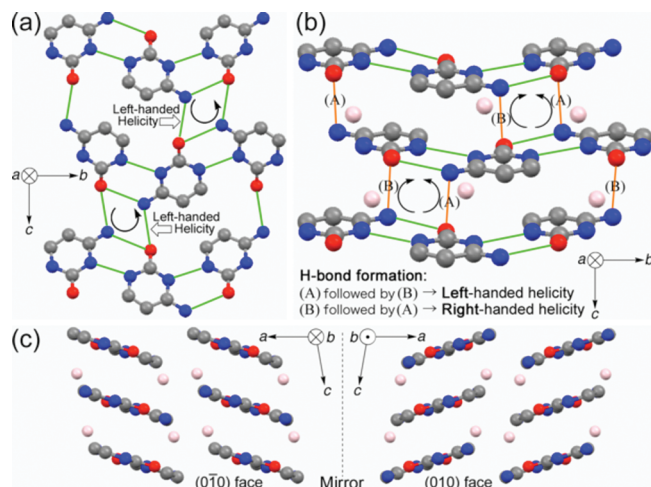 (a)
Left-handed
Helicity
a
b
c
Left-handed
Helicity
(b)
(A)
(B)
(A)
(B)
(A)
(B)
H-bond formation:
(A) followed by (B) → Left-handed helicity
(B) followed by (A) → Right-handed helicity
a
b
c
(c)
a
b
c
b
a
c
(01̄0) face
Mirror
(010) face